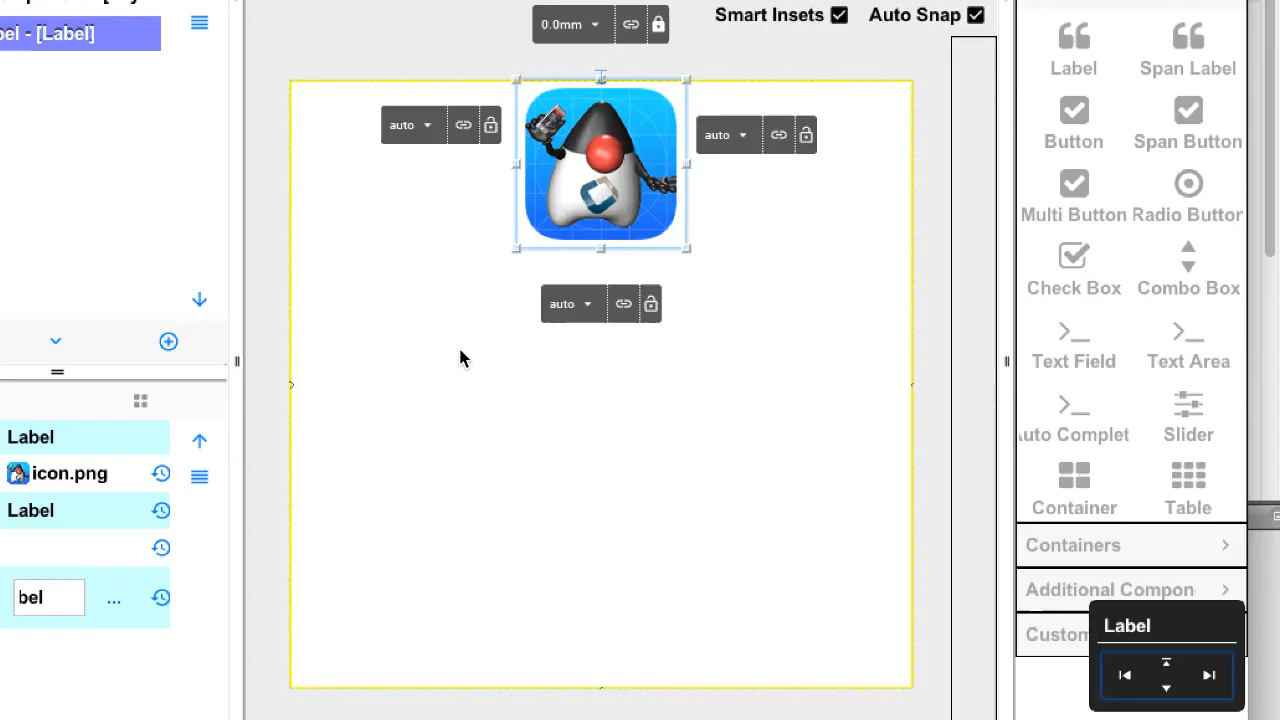 bel - [Label]
0.0mm
Smart Insets
Auto Snap
auto
auto
auto
Label
icon.png
Label
bel
...
Label
Span Label
Button
Span Button
Multi Button
Radio Buttor
Check Box
Combo Box
Text Field
Text Area
uto Complet
Slider
Container
Table
Containers
Additional Compon
Custom
Label